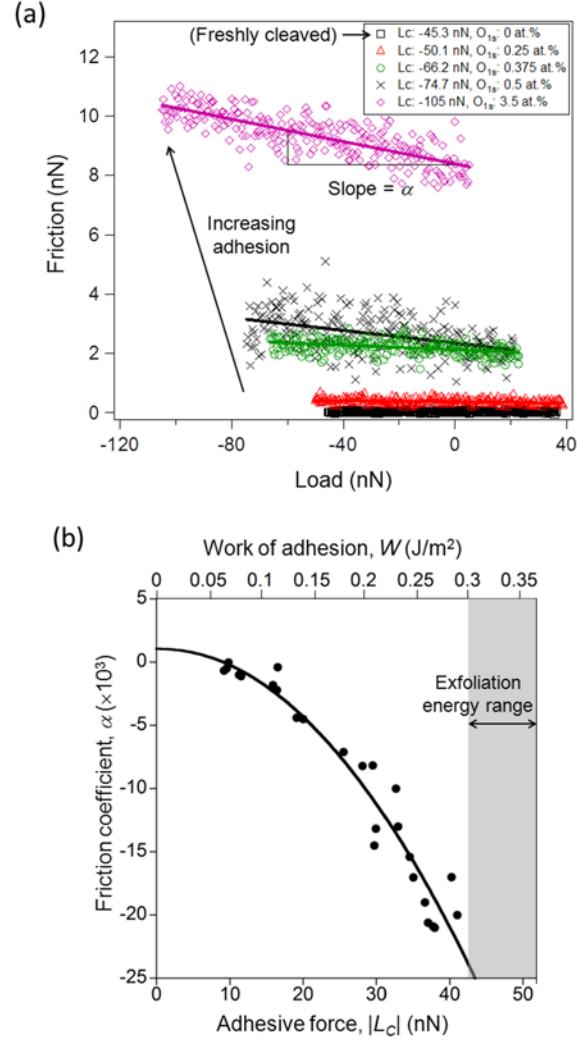 (a)
(Freshly cleaved)
Lc: -45.3 nN, O1s: 0 at.%
Lc: -50.1 nN, O1s: 0.25 at.%
Lc: -66.2 nN, O1s: 0.375 at.%
Lc: -74.7 nN, O1s: 0.5 at.%
Lc: -105 nN, O1s: 3.5 at.%
12
10
8
6
4
2
0
Friction (nN)
Slope = α
Increasing
adhesion
-120
-80
-40
0
40
Load (nN)
(b)
Work of adhesion, W (J/m²)
0
0.05
0.10
0.15
0.20
0.25
0.30
0.35
5
0
-5
-10
-15
-20
-25
Friction coefficient, α (×10³)
Exfoliation
energy range
0
10
20
30
40
50
Adhesive force, |LC| (nN)